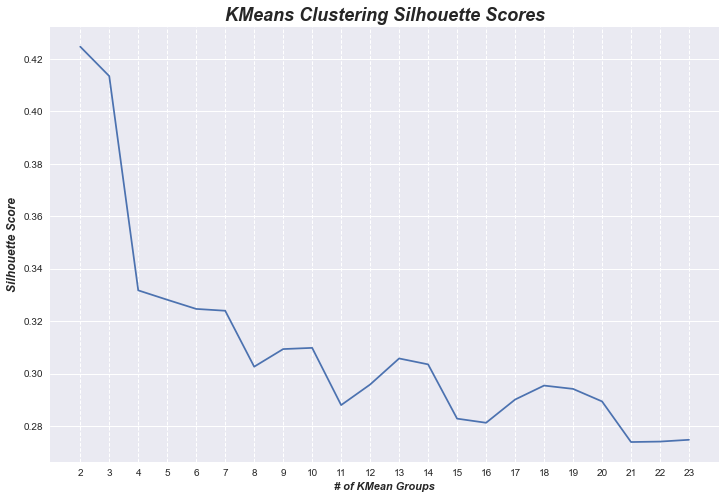 KMeans Clustering Silhouette Scores
0.42
0.40
0.38
0.36
0.34
0.32
0.30
0.28
Silhouette Score
2 3 4 5 6 7 8 9 10 11 12 13 14 15 16 17 18 19 20 21 22 23
# of KMean Groups